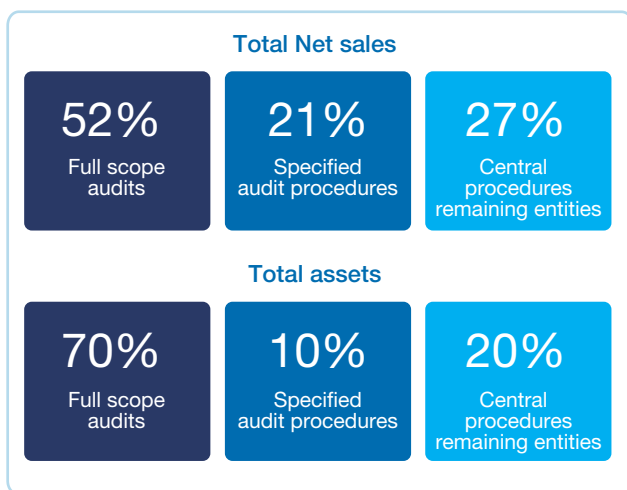 Total Net sales
52%
Full scope
audits
21%
Specified
audit procedures
27%
Central
procedures
remaining entities
Total assets
70%
Full scope
audits
10%
Specified
audit procedures
20%
Central
procedures
remaining entities